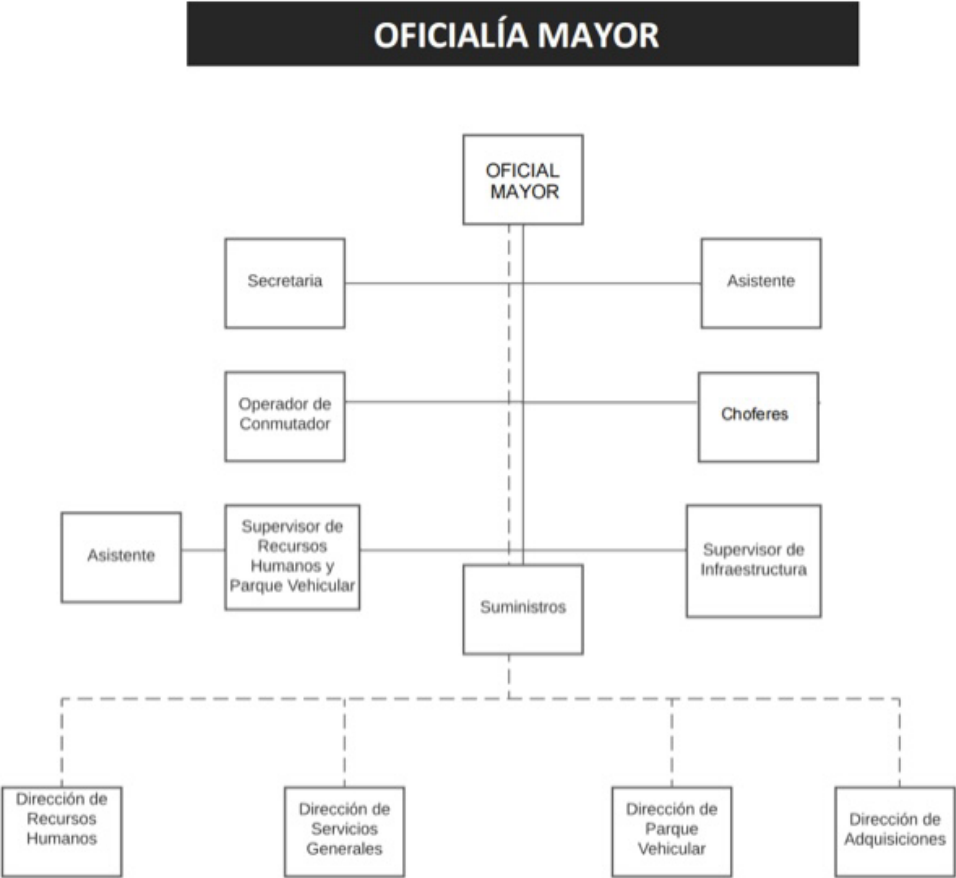 OFICIALÍA MAYOR
OFICIAL
MAYOR
Secretaria
Asistente
Operador de
Conmutador
Choferes
Asistente
Supervisor de
Recursos
Humanos y
Parque Vehicular
Supervisor de
Infraestructura
Suministros
Dirección de
Recursos
Humanos
Dirección de
Servicios
Generales
Dirección de
Parque
Vehicular
Dirección de
Adquisiciones